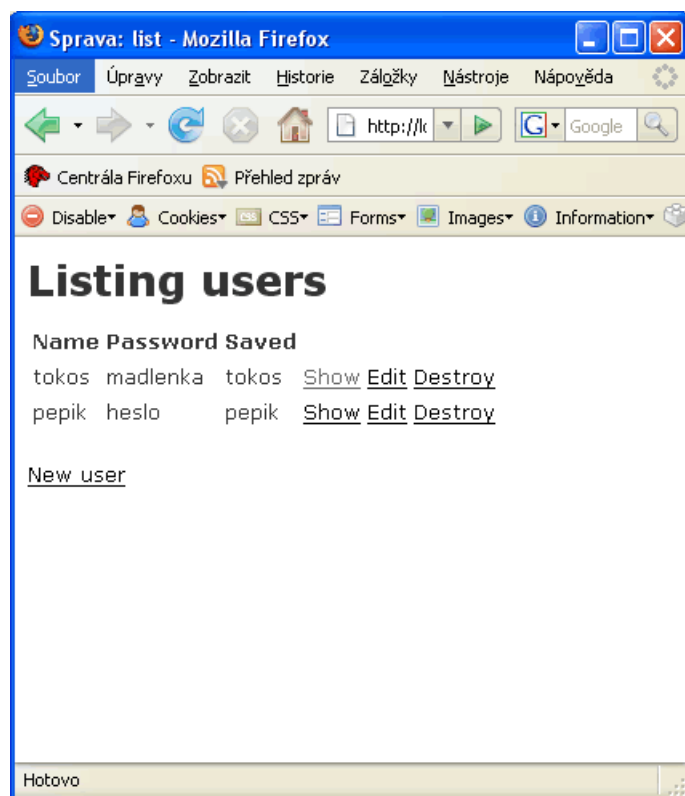 Sprava: list - Mozilla Firefox
Soubor Úpravy Zobrazit Historie Záložky Nástroje Nápověda
http://lo G Google
Centrála Firefoxu Přehled zpráv
Disable Cookies CSS CSS Forms Images Information
Listing users
Name Password Saved
tokos madlenka tokos Show Edit Destroy
pepik heslo pepik Show Edit Destroy
New user
Hotovo